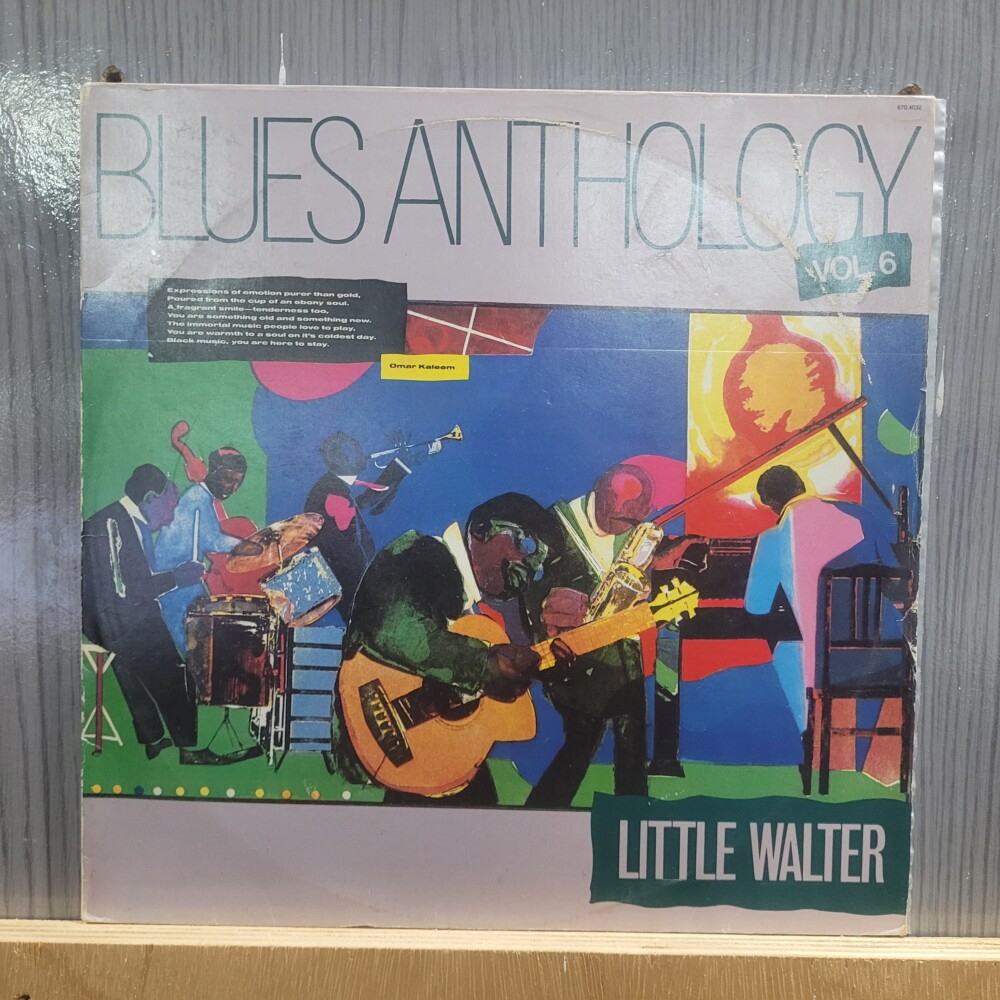 670.4032
BLUES ANTHOLOGY
VOL. 6
Expressions of emotion purer than gold,
Poured from the cup of an ebony soul.
A fragrant smile—tenderness too,
You are something old and something new.
The immortal music people love to play,
You are warmth to a soul on it's coldest day.
Black music, you are here to stay.
Omar Kaleem
LITTLE WALTER